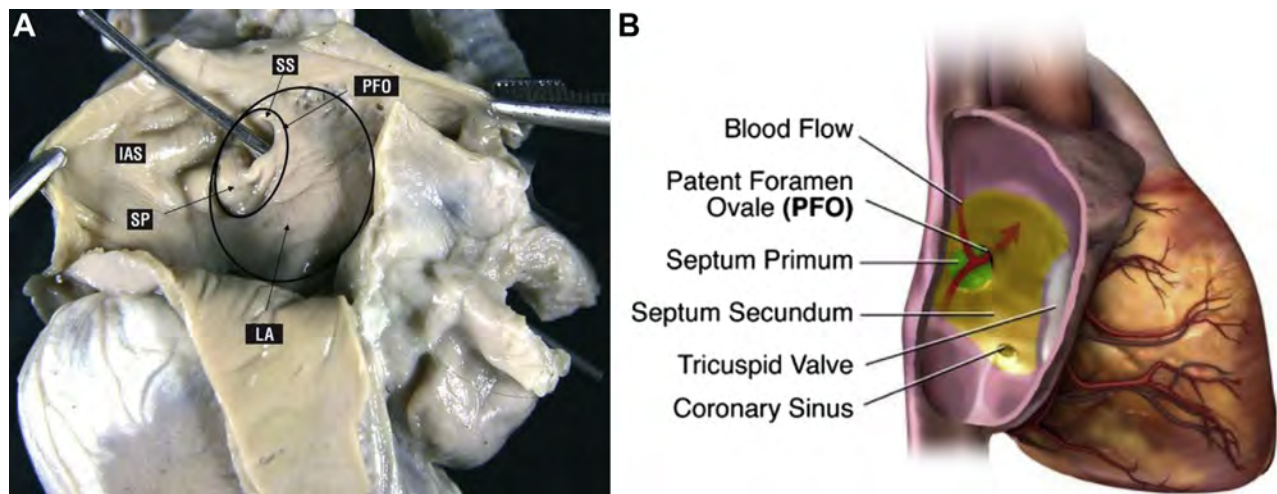 A
SS
PFO
IAS
SP
LA
B
Blood Flow
Patent Foramen
Ovale (PFO)
Septum Primum
Septum Secundum
Tricuspid Valve
Coronary Sinus